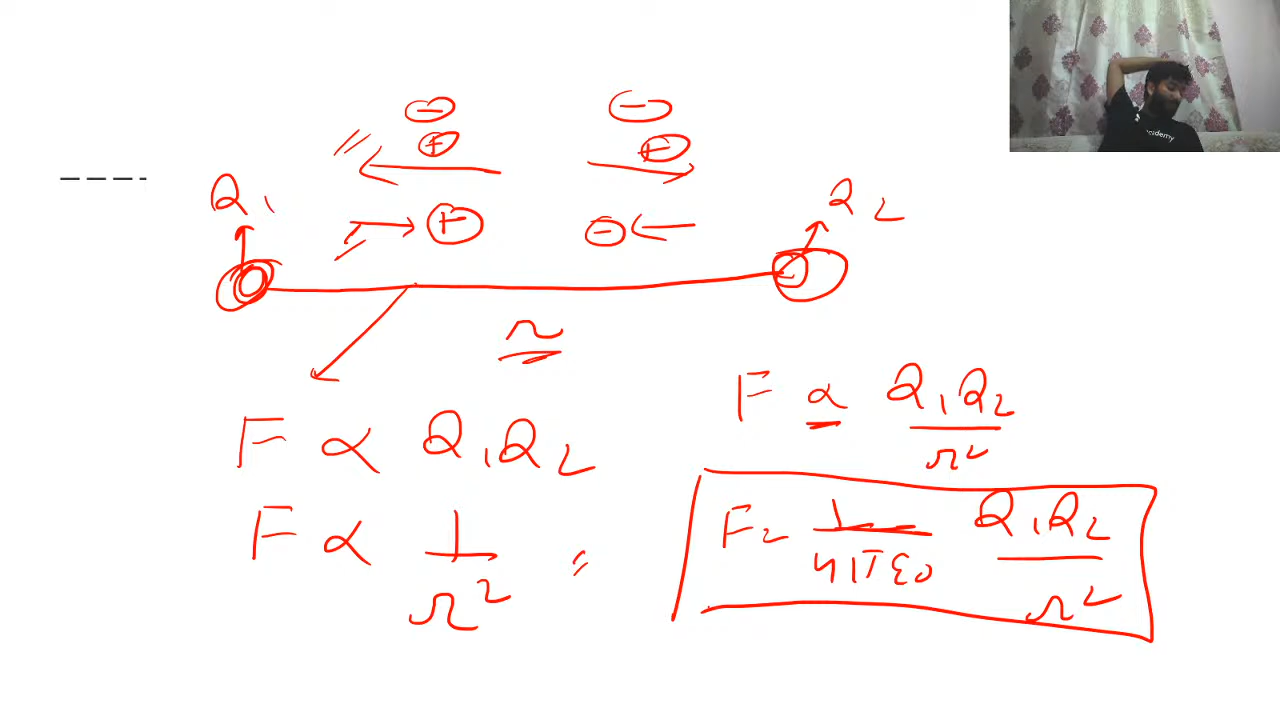 ⊖ ⊖
⊕ ⊕
Q₁ Q₂
⊕ ⊖
r
F ∝ Q₁Q₂
F ∝ 1/r²
F ∝ Q₁Q₂/r²
F = 1/4πε₀ Q₁Q₂/r²